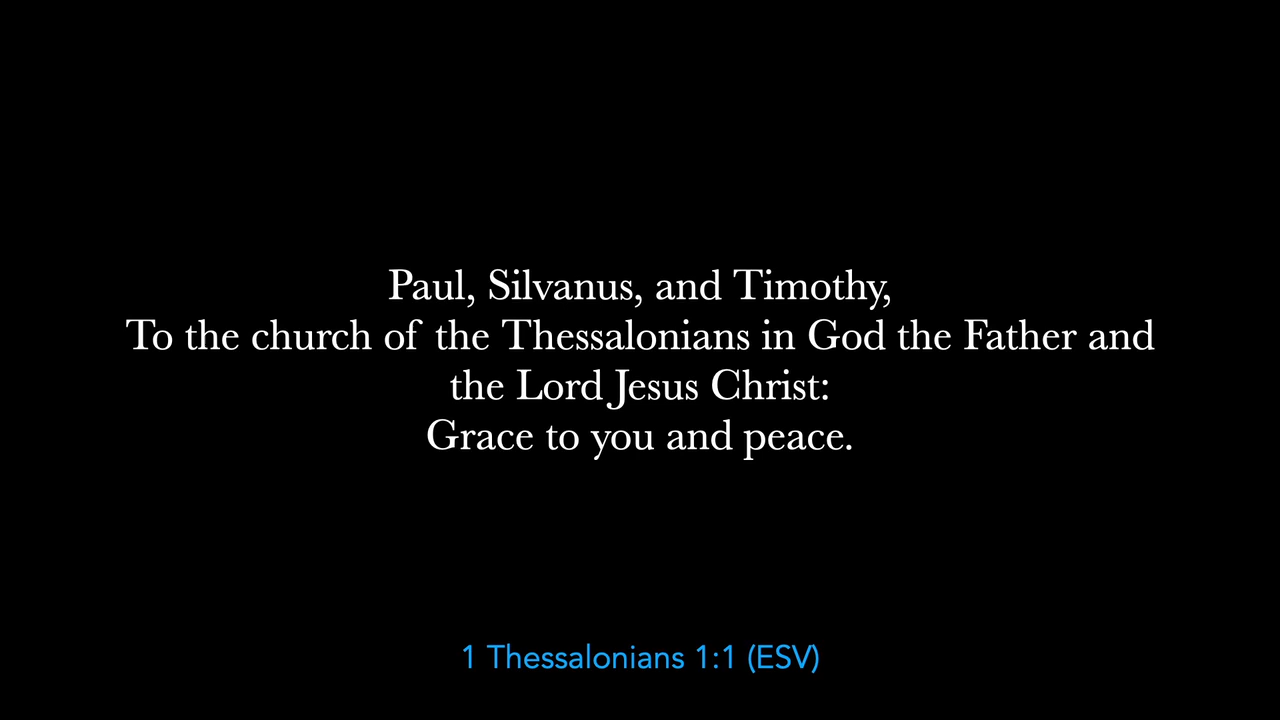 Paul, Silvanus, and Timothy,
To the church of the Thessalonians in God the Father and
the Lord Jesus Christ:
Grace to you and peace.
1 Thessalonians 1:1 (ESV)